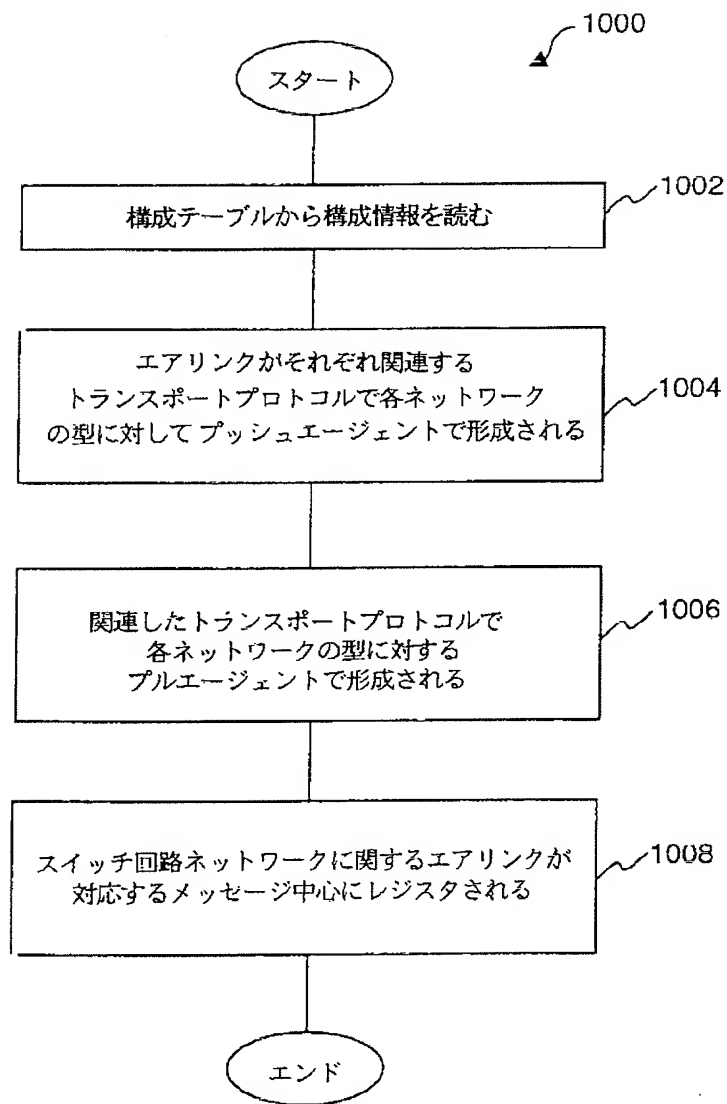 1000
スタート
1002
構成テーブルから構成情報を読む
エアリンクがそれぞれ関連する
トランスポートプロトコルで各ネットワーク
の型に対してプッシュエージェントで形成される
1004
関連したトランスポートプロトコルで
各ネットワークの型に対する
プルエージェントで形成される
1006
スイッチ回路ネットワークに関するエアリンクが
対応するメッセージ中心にレジスタされる
1008
エンド